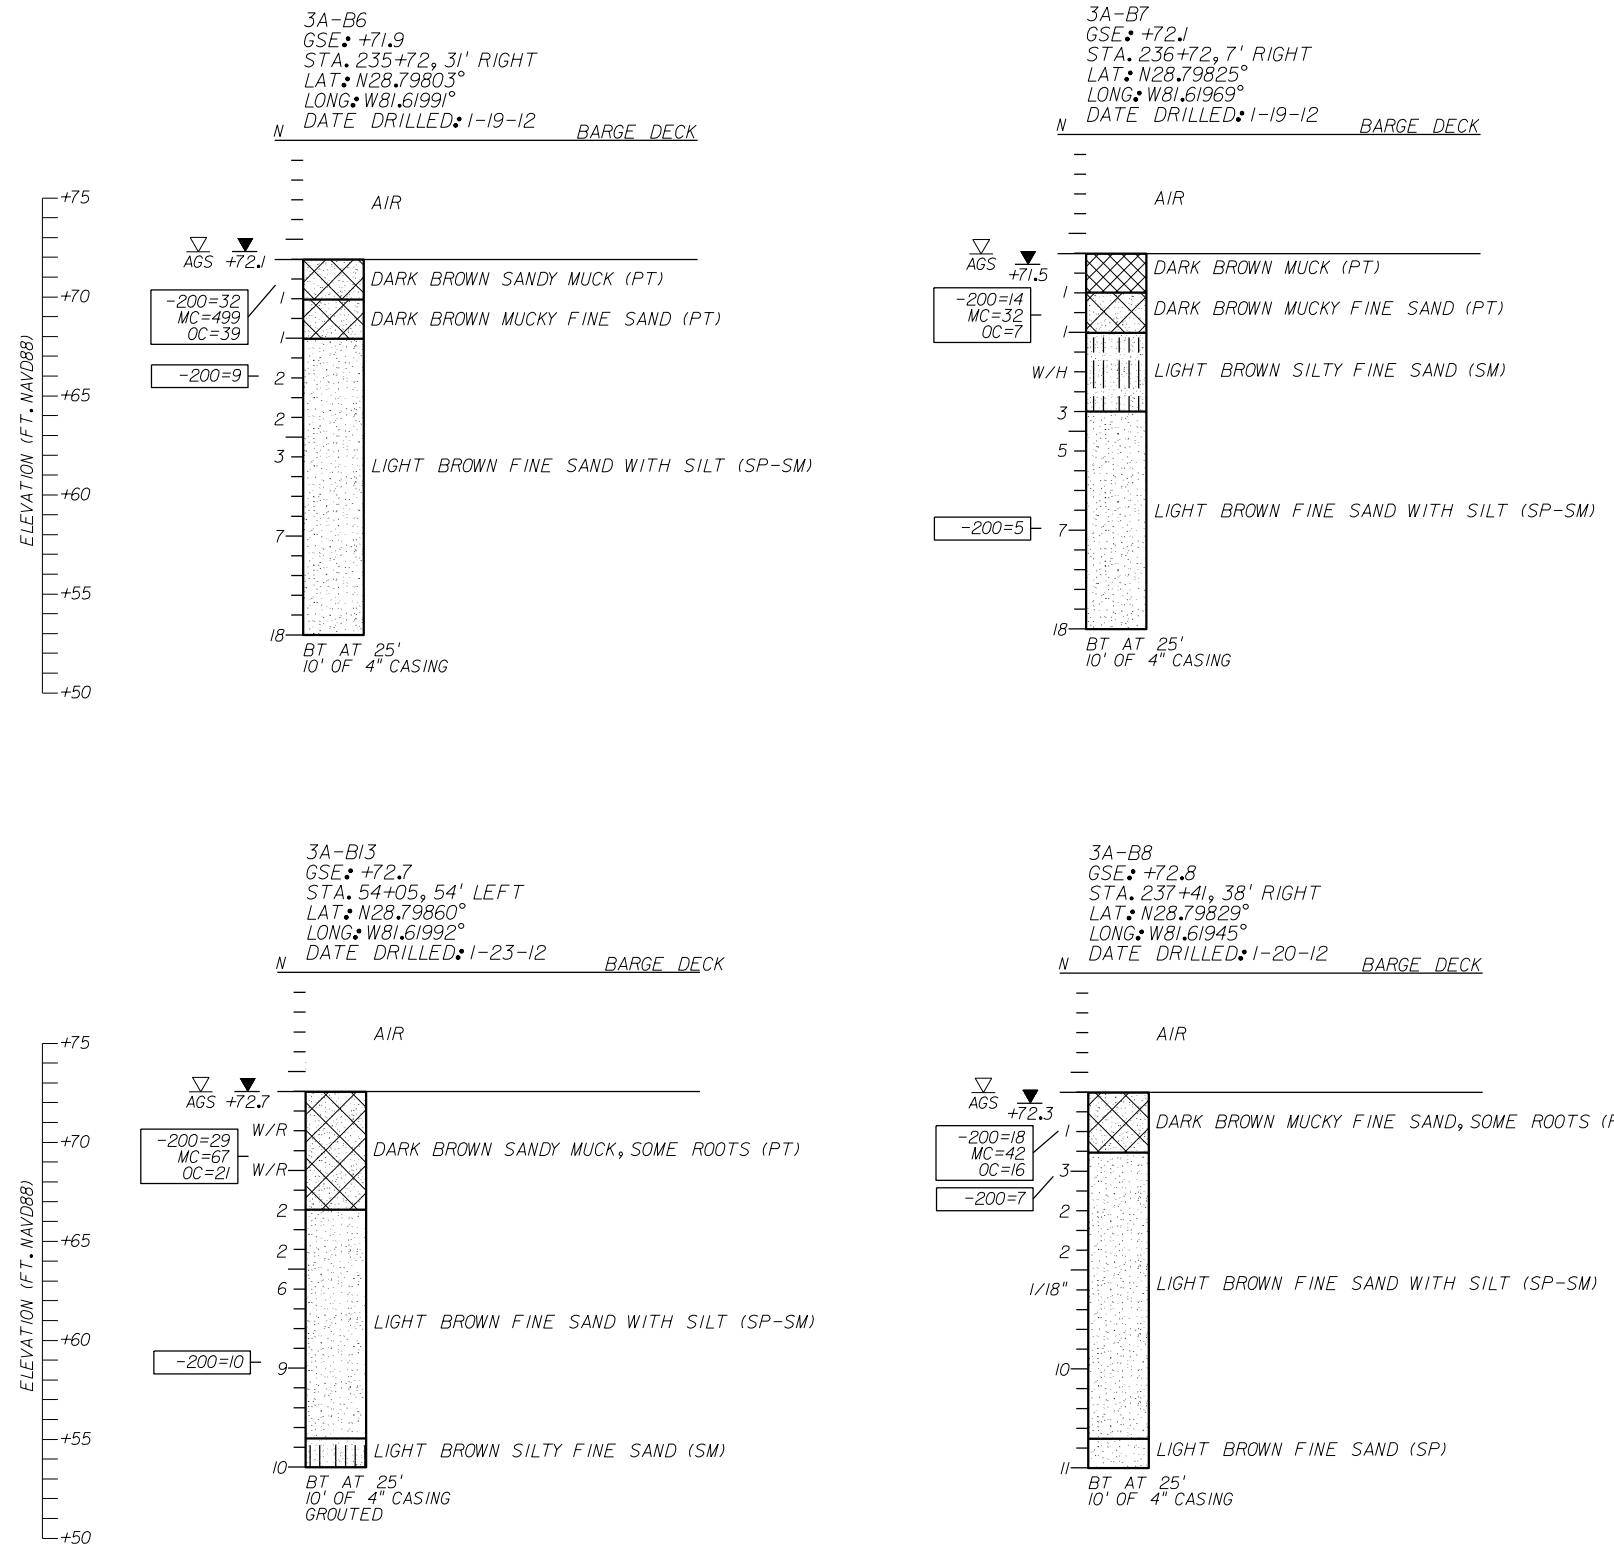 3A-B6
GSE: +71.9
STA. 235+72, 31' RIGHT
LAT: N28.79803°
LONG: W81.61991°
DATE DRILLED: 1-19-12
N
BARGE DECK
AIR
AGS
+72.1
-200=32
MC=499
OC=39
-200=9
1
1
2
2
3
7
18
DARK BROWN SANDY MUCK (PT)
DARK BROWN MUCKY FINE SAND (PT)
LIGHT BROWN FINE SAND WITH SILT (SP-SM)
BT AT 25'
10' OF 4" CASING
ELEVATION (FT. NAVD88)
+75
+70
+65
+60
+55
+50
3A-B7
GSE: +72.1
STA. 236+72, 7' RIGHT
LAT: N28.79825°
LONG: W81.61969°
DATE DRILLED: 1-19-12
N
BARGE DECK
AIR
AGS
+71.5
-200=14
MC=32
OC=7
-200=5
1
1
W/H
3
5
7
18
DARK BROWN MUCK (PT)
DARK BROWN MUCKY FINE SAND (PT)
LIGHT BROWN SILTY FINE SAND (SM)
LIGHT BROWN FINE SAND WITH SILT (SP-SM)
BT AT 25'
10' OF 4" CASING
3A-B13
GSE: +72.7
STA. 54+05, 54' LEFT
LAT: N28.79860°
LONG: W81.61992°
DATE DRILLED: 1-23-12
N
BARGE DECK
AIR
AGS
+72.7
-200=29
MC=67
OC=21
-200=10
W/R
W/R
2
2
6
9
10
DARK BROWN SANDY MUCK, SOME ROOTS (PT)
LIGHT BROWN FINE SAND WITH SILT (SP-SM)
LIGHT BROWN SILTY FINE SAND (SM)
BT AT 25'
10' OF 4" CASING
GROUTED
ELEVATION (FT. NAVD88)
+75
+70
+65
+60
+55
+50
3A-B8
GSE: +72.8
STA. 237+41, 38' RIGHT
LAT: N28.79829°
LONG: W81.61945°
DATE DRILLED: 1-20-12
N
BARGE DECK
AIR
AGS
+72.3
-200=18
MC=42
OC=16
-200=7
1
3
2
2
1/18"
10
11
DARK BROWN MUCKY FINE SAND, SOME ROOTS
LIGHT BROWN FINE SAND WITH SILT (SP-SM)
LIGHT BROWN FINE SAND (SP)
BT AT 25'
10' OF 4" CASING